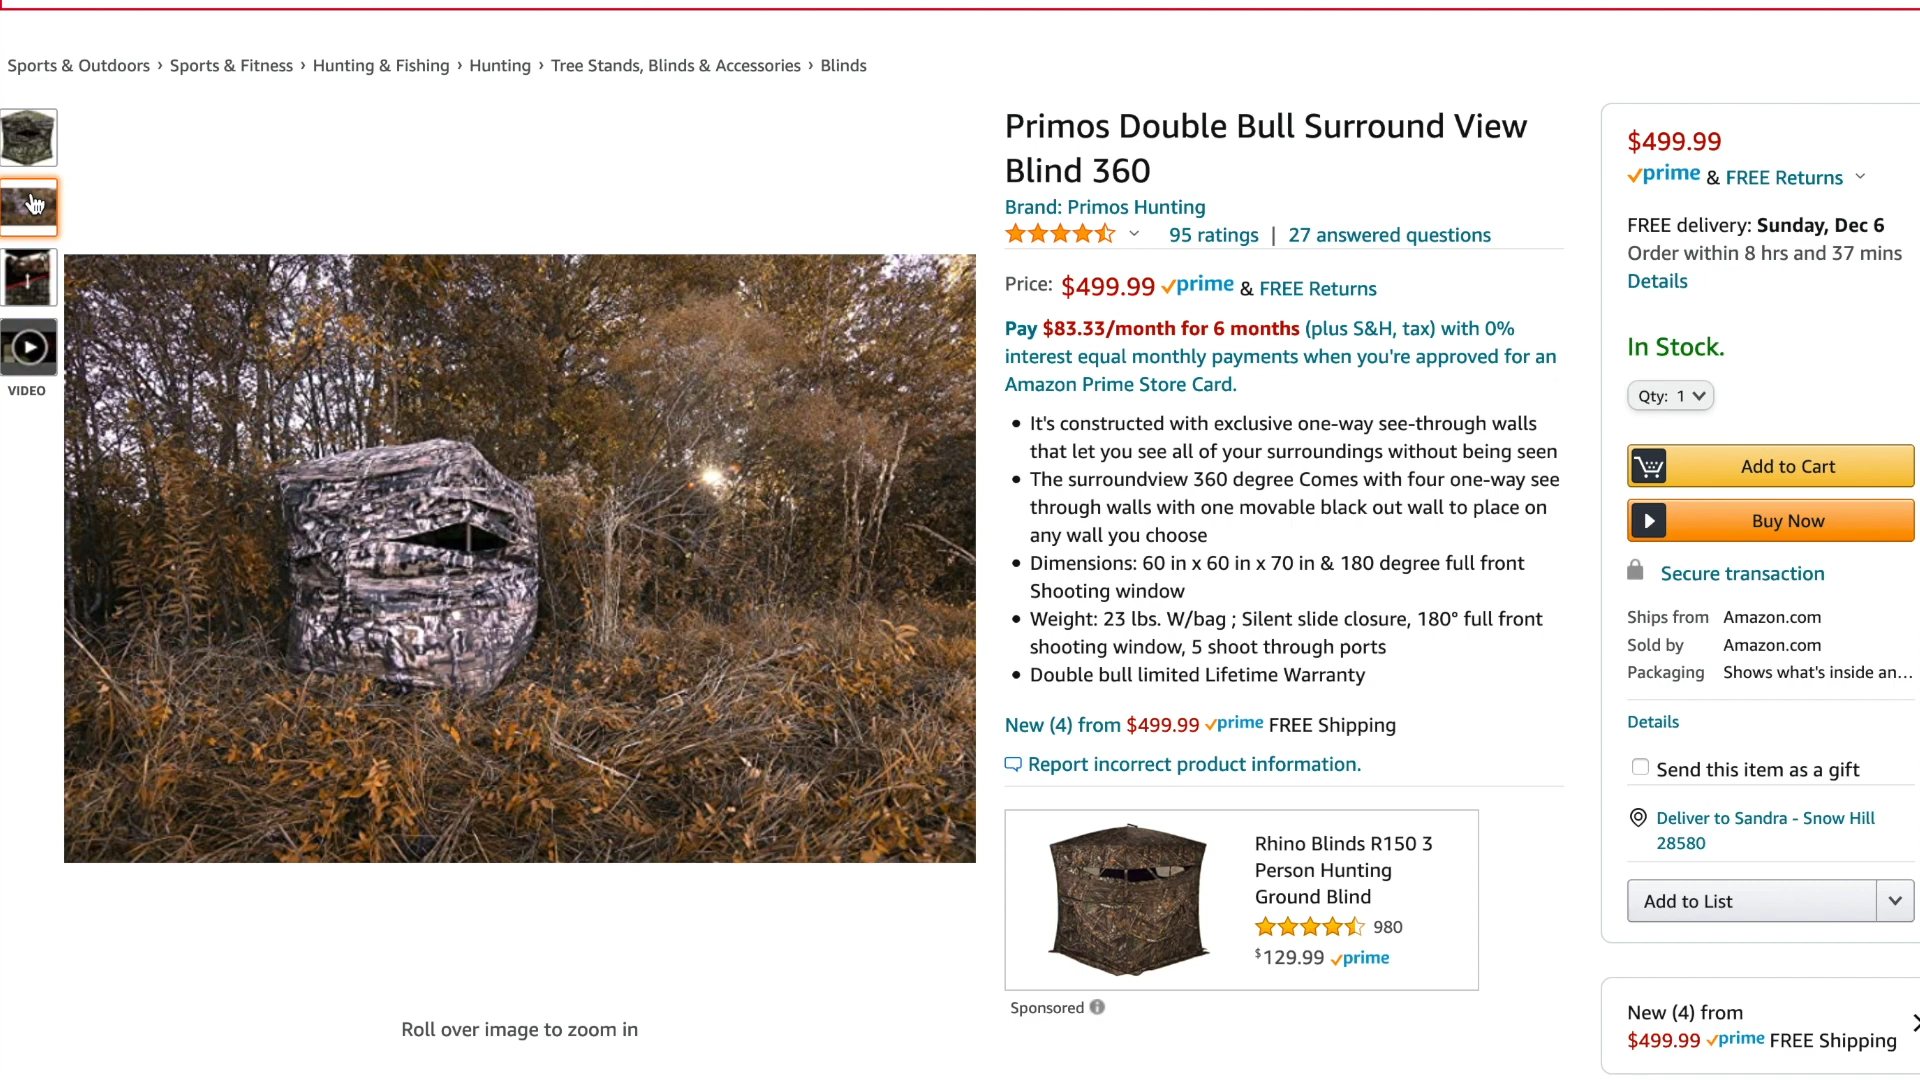 Sports & Outdoors › Sports & Fitness › Hunting & Fishing › Hunting › Tree Stands, Blinds & Accessories › Blinds
VIDEO
Roll over image to zoom in
Primos Double Bull Surround View
Blind 360
Brand: Primos Hunting
95 ratings | 27 answered questions
Price: $499.99 prime & FREE Returns
Pay $83.33/month for 6 months (plus S&H, tax) with 0%
interest equal monthly payments when you're approved for an
Amazon Prime Store Card.
• It's constructed with exclusive one-way see-through walls
that let you see all of your surroundings without being seen
• The surroundview 360 degree Comes with four one-way see
through walls with one movable black out wall to place on
any wall you choose
• Dimensions: 60 in x 60 in x 70 in & 180 degree full front
Shooting window
• Weight: 23 lbs. W/bag ; Silent slide closure, 180° full front
shooting window, 5 shoot through ports
• Double bull limited Lifetime Warranty
New (4) from $499.99 prime FREE Shipping
Report incorrect product information.
Rhino Blinds R150 3
Person Hunting
Ground Blind
980
$129.99 prime
Sponsored
$499.99
prime & FREE Returns
FREE delivery: Sunday, Dec 6
Order within 8 hrs and 37 mins
Details
In Stock.
Qty: 1
Add to Cart
Buy Now
Secure transaction
Ships from Amazon.com
Sold by Amazon.com
Packaging Shows what's inside an...
Details
Send this item as a gift
Deliver to Sandra - Snow Hill
28580
Add to List
New (4) from
$499.99 prime FREE Shipping